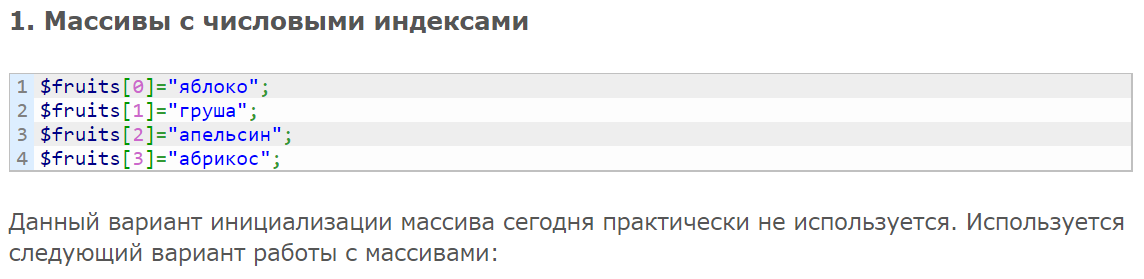 1. Массивы с числовыми индексами
1 $fruits[0]="яблоко";
2 $fruits[1]="груша";
3 $fruits[2]="апельсин";
4 $fruits[3]="абрикос";
Данный вариант инициализации массива сегодня практически не используется. Используется
следующий вариант работы с массивами: